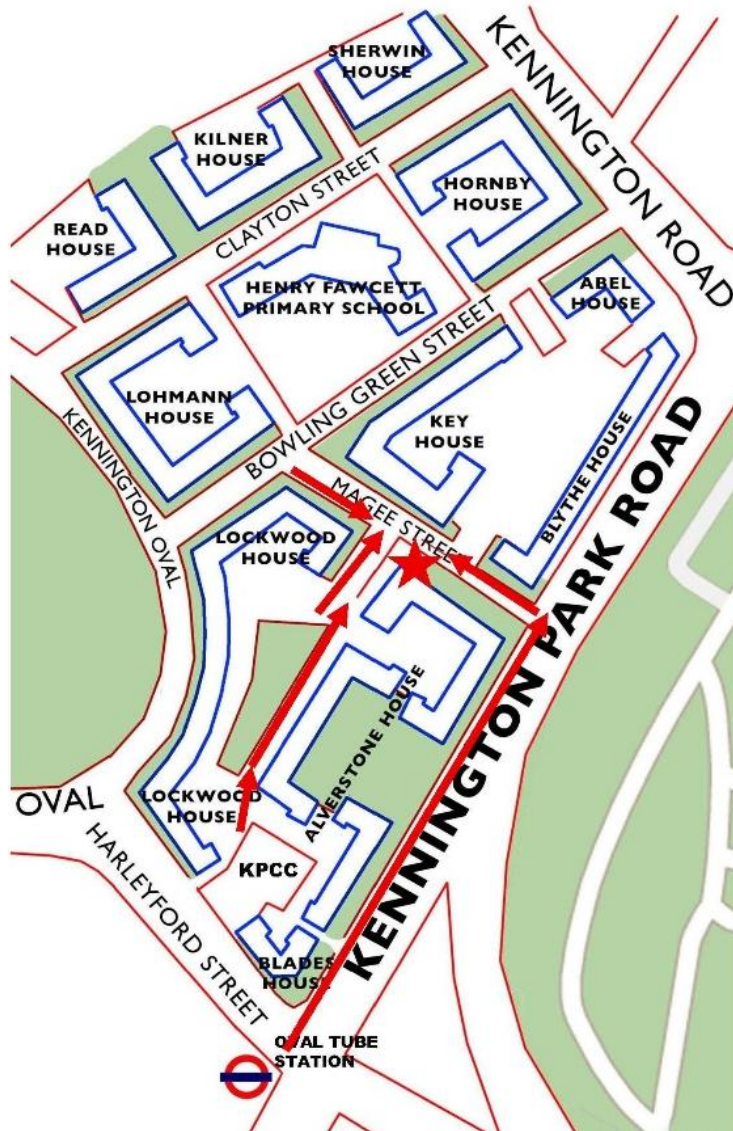 SHERWIN
HOUSE
KENNINGTON ROAD
KILNER
HOUSE
CLAYTON STREET
HORNBY
HOUSE
READ
HOUSE
HENRY FAWCETT
PRIMARY SCHOOL
ABEL
HOUSE
LOHMANN
HOUSE
BOWLING GREEN STREET
KEY
HOUSE
KENNINGTON OVAL
MAGEE STREET
BLYTHE HOUSE
LOCKWOOD
HOUSE
KENNINGTON PARK ROAD
ALVERSTONE HOUSE
OVAL
LOCKWOOD
HOUSE
HARLEYFORD STREET
KPCC
BLADES
HOUSE
OVAL TUBE
STATION